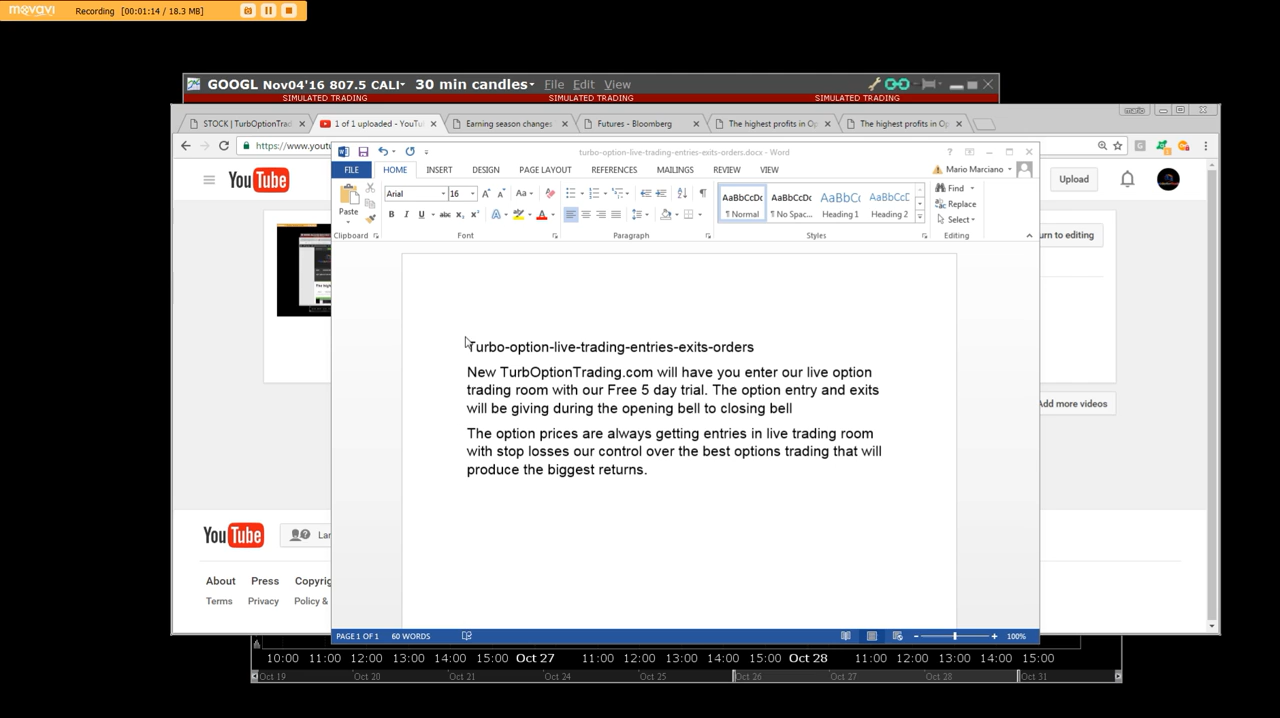 movavi Recording [00:01:14 / 18.3 MB]
GOOGL Nov04'16 807.5 CALL 30 min candles File Edit View
SIMULATED TRADING SIMULATED TRADING SIMULATED TRADING
STOCK | TurbOptionTrad 1 of 1 uploaded - YouTu Earning season changes Futures - Bloomberg The highest profits in Op The highest profits in Op mario
https://www.yout
turbo-option-live-trading-entries-exits-orders.docx - Word
FILE HOME INSERT DESIGN PAGE LAYOUT REFERENCES MAILINGS REVIEW VIEW Mario Marciano
YouTube
Upload
Paste
Arial 16
AaBbCcDc AaBbCcDc AaBbCc AaBbCcD
¶ Normal ¶ No Spac... Heading 1 Heading 2
Find
Replace
Select
Clipboard Font Paragraph Styles Editing
urn to editing
Turbo-option-live-trading-entries-exits-orders
New TurbOptionTrading.com will have you enter our live option
trading room with our Free 5 day trial. The option entry and exits
will be giving during the opening bell to closing bell
The option prices are always getting entries in live trading room
with stop losses our control over the best options trading that will
produce the biggest returns.
Add more videos
YouTube Lan
About Press Copyrig
Terms Privacy Policy &
PAGE 1 OF 1 60 WORDS 100%
10:00 11:00 12:00 13:00 14:00 15:00 Oct 27 11:00 12:00 13:00 14:00 15:00 Oct 28 11:00 12:00 13:00 14:00 15:00
Oct 19 Oct 20 Oct 21 Oct 24 Oct 25 Oct 26 Oct 27 Oct 28 Oct 31